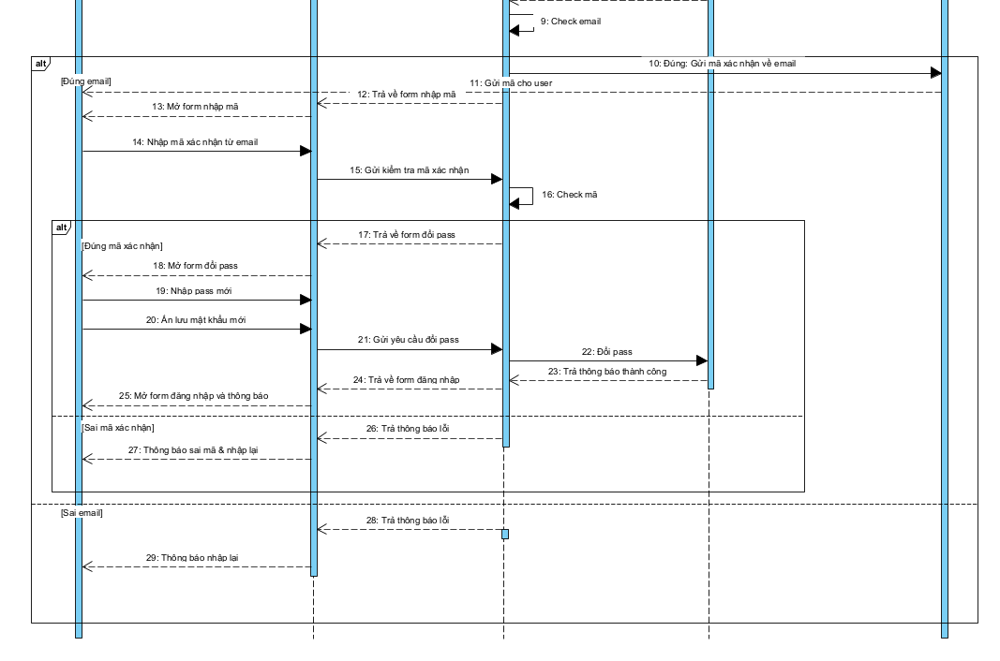 9: Check email
alt
10: Đúng: Gửi mã xác nhận về email
[Đúng email]
11: Gửi mã cho user
12: Trả về form nhập mã
13: Mở form nhập mã
14: Nhập mã xác nhận từ email
15: Gửi kiểm tra mã xác nhận
16: Check mã
alt
17: Trả về form đổi pass
[Đúng mã xác nhận]
18: Mở form đổi pass
19: Nhập pass mới
20: Ấn lưu mật khẩu mới
21: Gửi yêu cầu đổi pass
22: Đổi pass
23: Trả thông báo thành công
24: Trả về form đăng nhập
25: Mở form đăng nhập và thông báo
[Sai mã xác nhận]
26: Trả thông báo lỗi
27: Thông báo sai mã & nhập lại
[Sai email]
28: Trả thông báo lỗi
29: Thông báo nhập lại